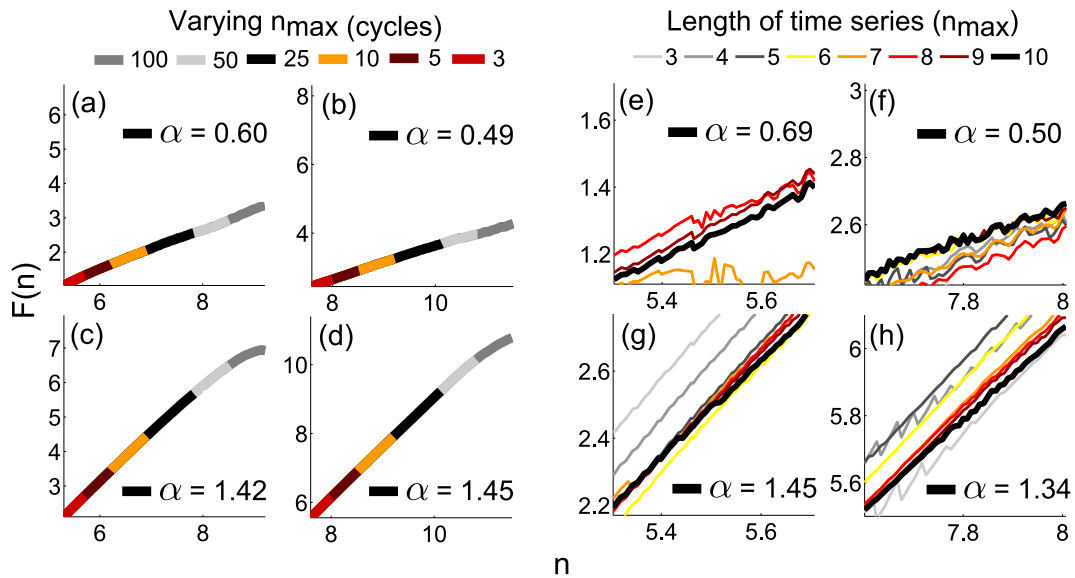 Varying n max (cycles)
100 50 25 10 5 3
Length of time series (n max)
3 4 5 6 7 8 9 10
F(n)
(a)
α = 0.60
6
5
4
3
2
6 8
(b)
α = 0.49
8
6
4
8 10
(c)
α = 1.42
7
6
5
4
3
6 8
(d)
α = 1.45
10
8
6
8 10
(e)
α = 0.69
1.6
1.4
1.2
5.4 5.6
(f)
α = 0.50
3
2.8
2.6
7.8 8
(g)
α = 1.45
2.6
2.4
2.2
5.4 5.6
(h)
α = 1.34
6
5.8
5.6
7.8 8
n